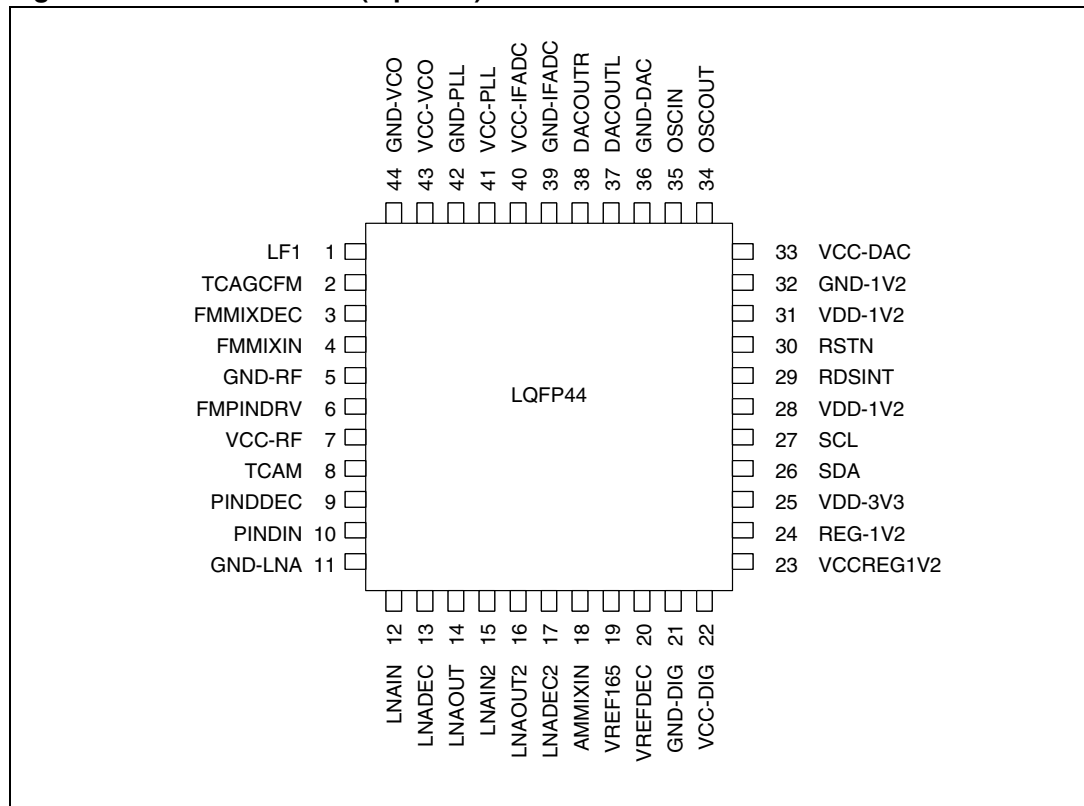 GND-VCO
VCC-VCO
GND-PLL
VCC-PLL
VCC-IFADC
GND-IFADC
DACOUTR
DACOUTL
GND-DAC
OSCIN
OSCOUT
44 43 42 41 40 39 38 37 36 35 34
LF1 1
TCAGCFM 2
FMMIXDEC 3
FMMIXIN 4
GND-RF 5
FMPINDRV 6
VCC-RF 7
TCAM 8
PINDDEC 9
PINDIN 10
GND-LNA 11
LQFP44
33 VCC-DAC
32 GND-1V2
31 VDD-1V2
30 RSTN
29 RDSINT
28 VDD-1V2
27 SCL
26 SDA
25 VDD-3V3
24 REG-1V2
23 VCCREG1V2
12 13 14 15 16 17 18 19 20 21 22
LNAIN
LNADEC
LNAOUT
LNAIN2
LNAOUT2
LNADEC2
AMMIXIN
VREF165
VREFDEC
GND-DIG
VCC-DIG